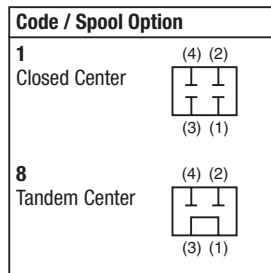 Code / Spool Option
1
Closed Center
(4) (2)
(3) (1)
8
Tandem Center
(4) (2)
(3) (1)